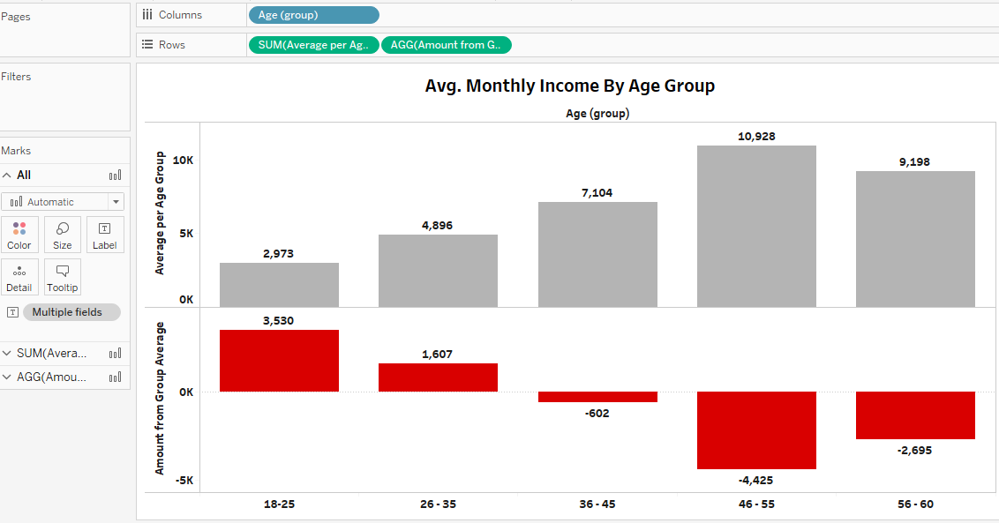 Pages
Columns
Age (group)
Rows
SUM(Average per Ag..
AGG(Amount from G..
Filters
Marks
All
Automatic
Color
Size
Label
Detail
Tooltip
Multiple fields
SUM(Avera...
AGG(Amou...
Avg. Monthly Income By Age Group
Age (group)
Average per Age Group
10K
5K
0K
2,973
4,896
7,104
10,928
9,198
Amount from Group Average
0K
-5K
3,530
1,607
-602
-4,425
-2,695
18-25
26 - 35
36 - 45
46 - 55
56 - 60